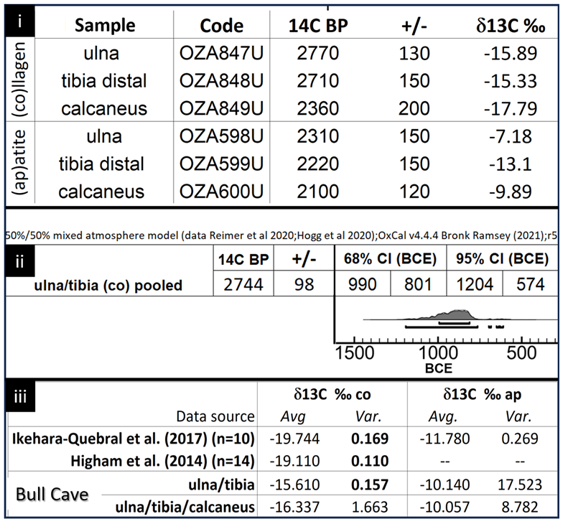 i
Sample Code 14C BP +/- δ13C ‰
(co)llagen
ulna OZA847U 2770 130 -15.89
tibia distal OZA848U 2710 150 -15.33
calcaneus OZA849U 2360 200 -17.79
(ap)atite
ulna OZA598U 2310 150 -7.18
tibia distal OZA599U 2220 150 -13.1
calcaneus OZA600U 2100 120 -9.89
50%/50% mixed atmosphere model (data Reimer et al 2020;Hogg et al 2020);OxCal v4.4.4 Bronk Ramsey (2021);r5
ii
14C BP +/- 68% CI (BCE) 95% CI (BCE)
ulna/tibia (co) pooled 2744 98 990 801 1204 574
1500 1000 500
BCE
iii
δ13C ‰ co δ13C ‰ ap
Data source Avg Var. Avg. Var.
Ikehara-Quebral et al. (2017) (n=10) -19.744 0.169 -11.780 0.269
Higham et al. (2014) (n=14) -19.110 0.110 -- --
Bull Cave
ulna/tibia -15.610 0.157 -10.140 17.523
ulna/tibia/calcaneus -16.337 1.663 -10.057 8.782